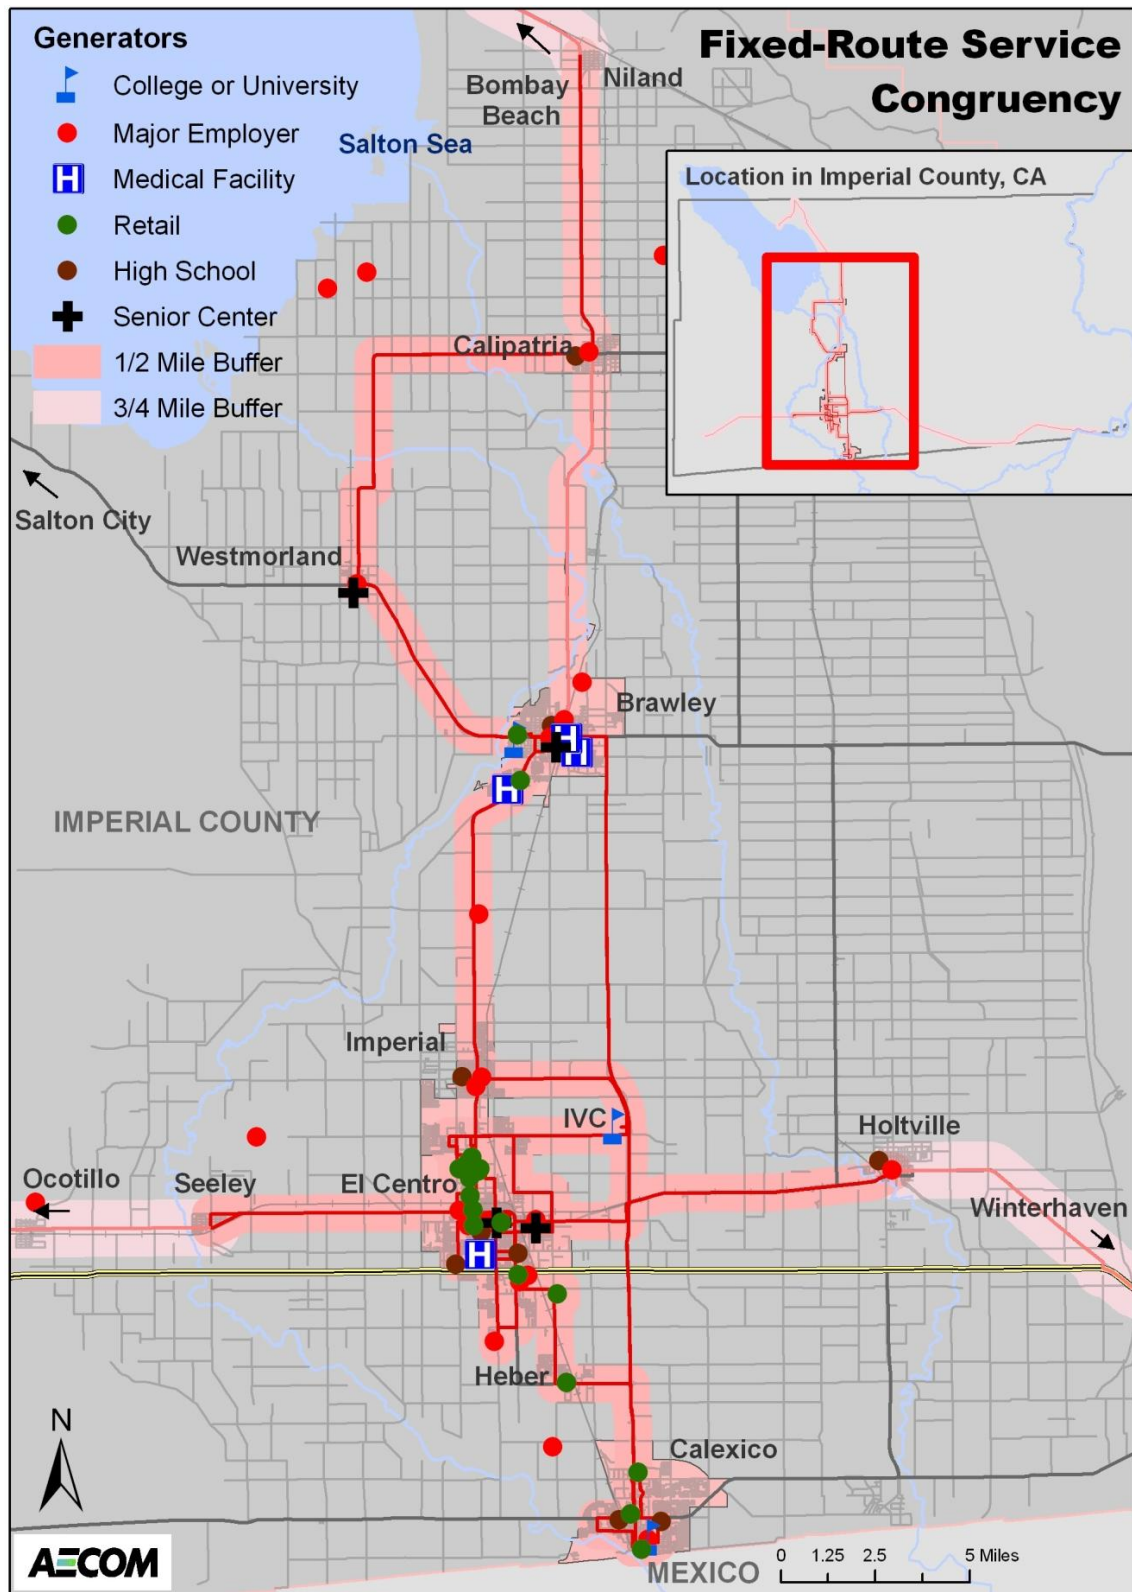 Fixed-Route Service
Congruency
Generators
College or University
Major Employer
H Medical Facility
Retail
High School
Senior Center
1/2 Mile Buffer
3/4 Mile Buffer
Salton Sea
Bombay
Beach
Niland
Location in Imperial County, CA
Calipatria
Salton City
Westmorland
Brawley
H
H
H
IMPERIAL COUNTY
Imperial
IVC
Holtville
Ocotillo
Seeley
El Centro
Winterhaven
H
Heber
Calexico
N
AECOM
MEXICO
0 1.25 2.5 5 Miles